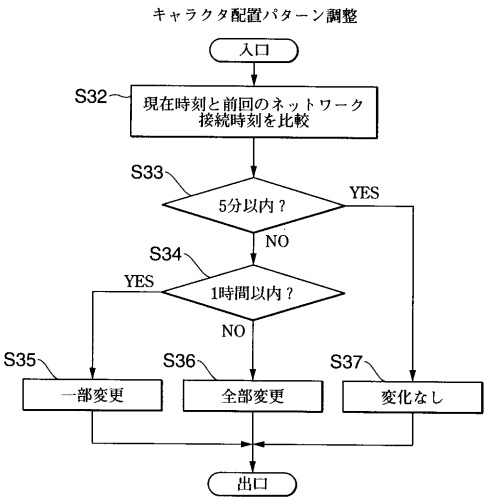 キャラクタ配置パターン調整
入口
S32
現在時刻と前回のネットワーク
接続時刻を比較
S33
5分以内?
YES
NO
S34
1時間以内?
YES
NO
S35
一部変更
S36
全部変更
S37
変化なし
出口